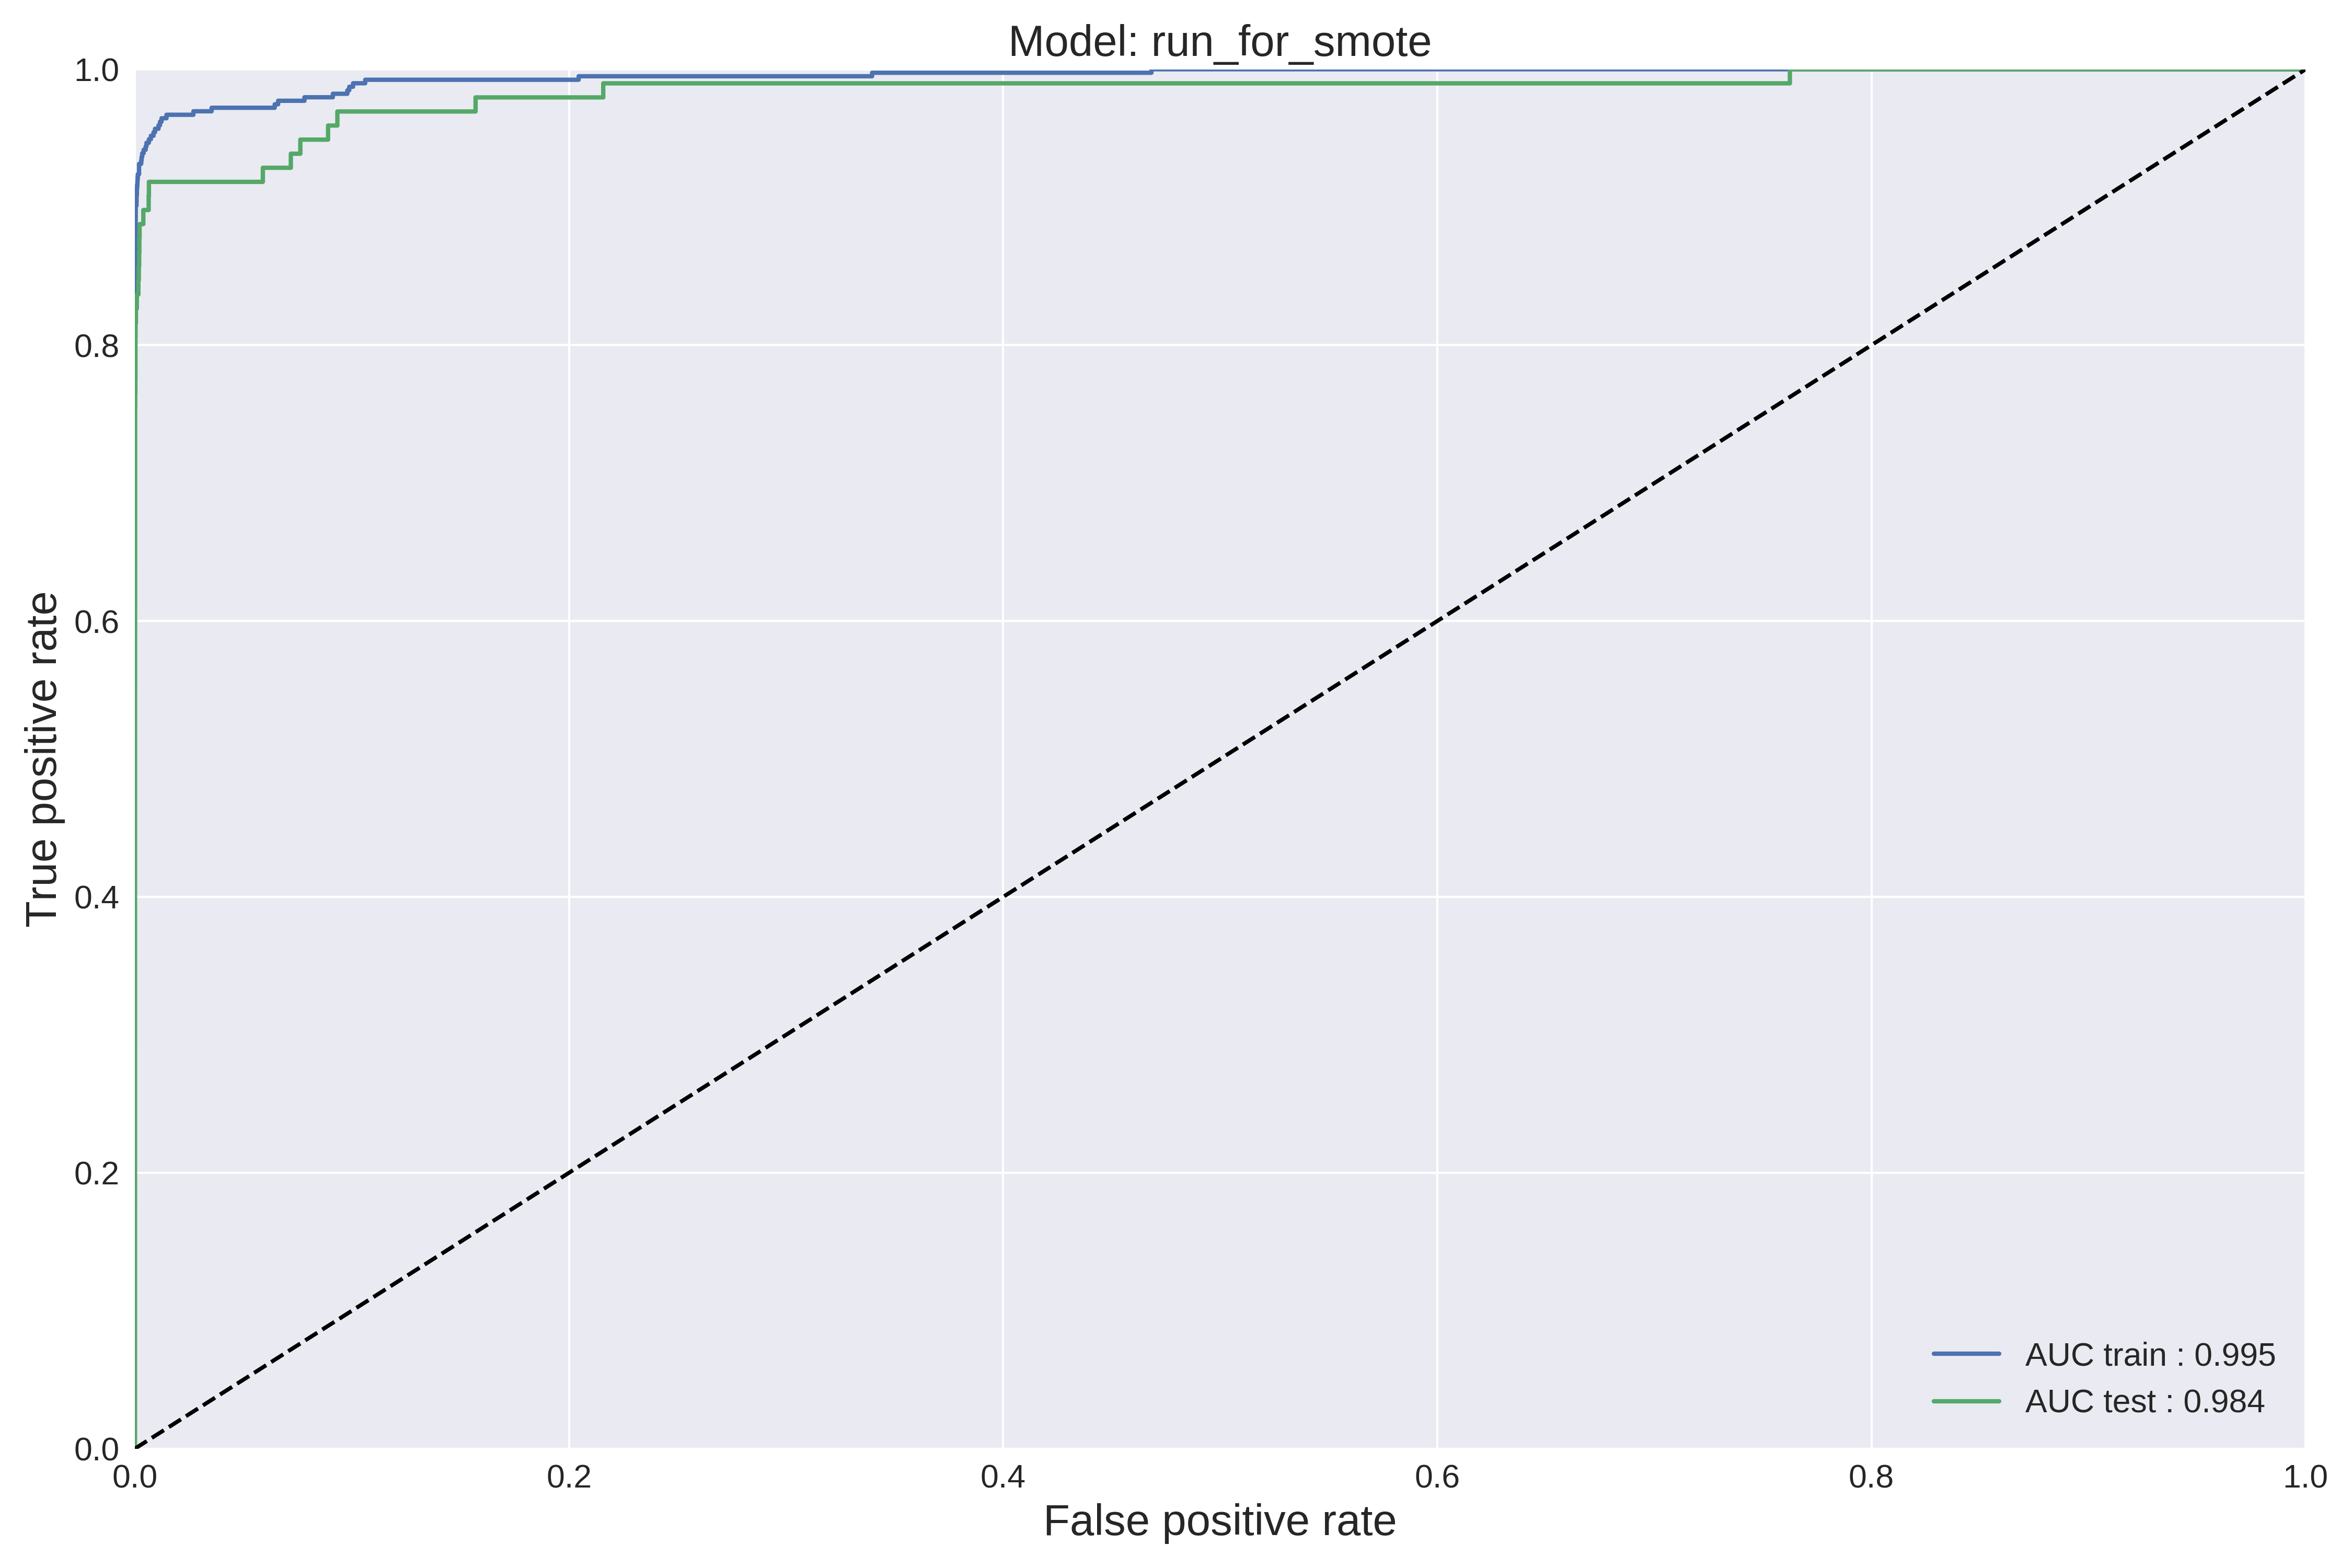 Model: run_for_smote
1.0
0.8
0.6
0.4
0.2
0.0
True positive rate
0.0 0.2 0.4 0.6 0.8 1.0
False positive rate
AUC train : 0.995
AUC test : 0.984